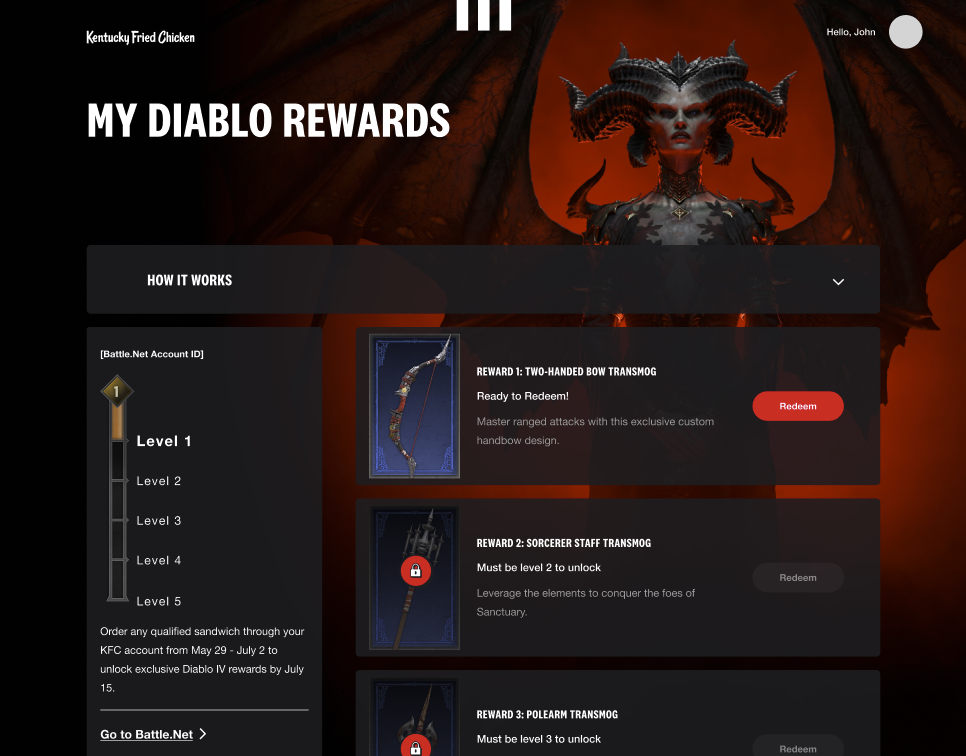 Kentucky Fried Chicken
Hello, John
MY DIABLO REWARDS
HOW IT WORKS
[Battle.Net Account ID]
1
Level 1
Level 2
Level 3
Level 4
Level 5
Order any qualified sandwich through your
KFC account from May 29 - July 2 to
unlock exclusive Diablo IV rewards by July
15.
Go to Battle.Net
REWARD 1: TWO-HANDED BOW TRANSMOG
Ready to Redeem!
Master ranged attacks with this exclusive custom
handbow design.
Redeem
REWARD 2: SORCERER STAFF TRANSMOG
Must be level 2 to unlock
Leverage the elements to conquer the foes of
Sanctuary.
Redeem
REWARD 3: POLEARM TRANSMOG
Must be level 3 to unlock
Redeem